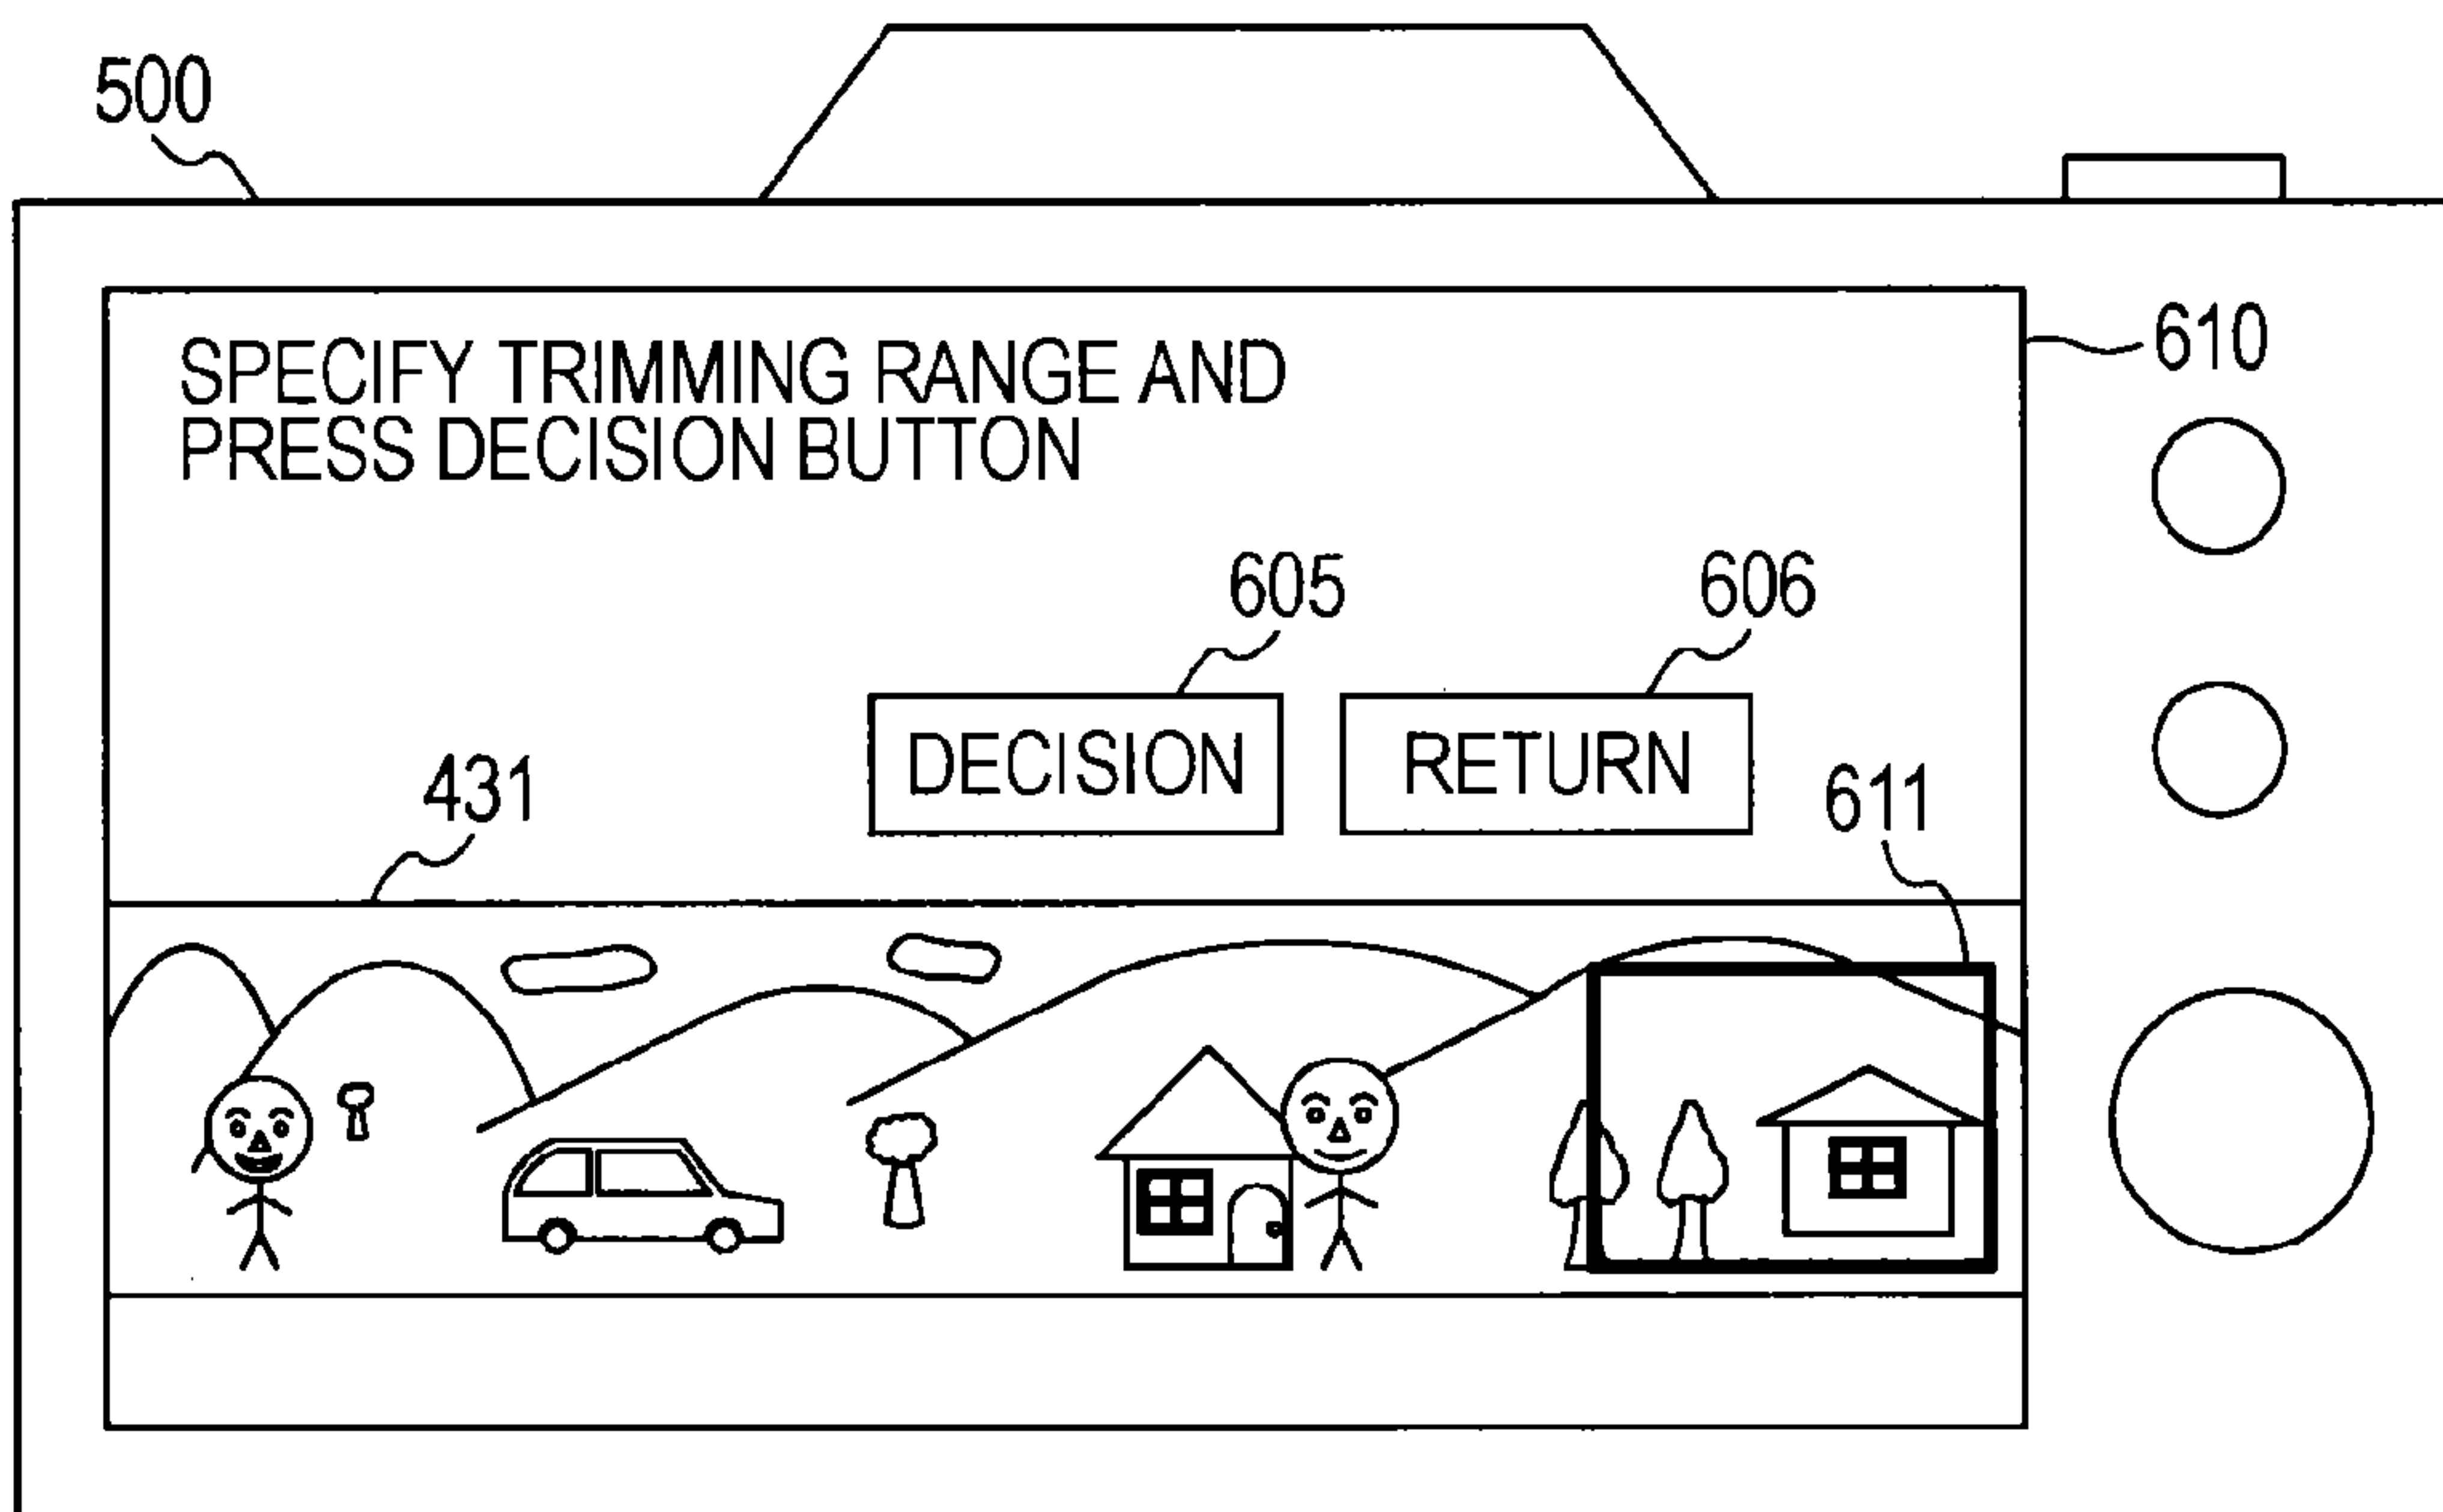 500
610
SPECIFY TRIMMING RANGE AND
PRESS DECISION BUTTON
605
606
DECISION
RETURN
431
611